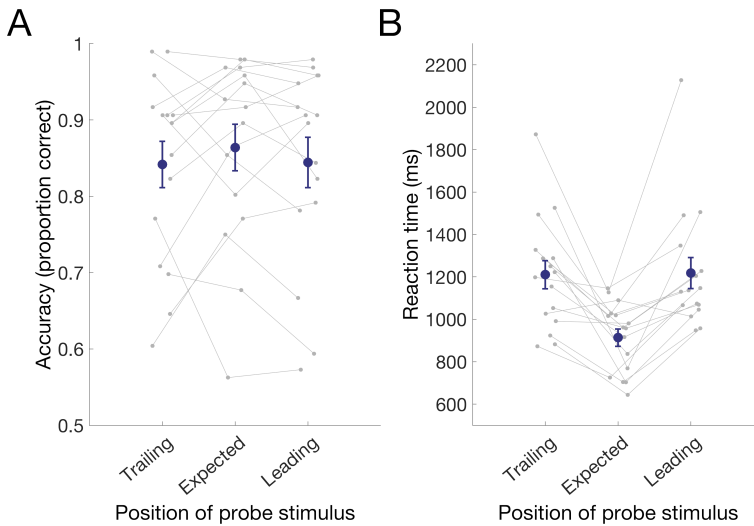 A
Accuracy (proportion correct)
1
0.9
0.8
0.7
0.6
0.5
Trailing
Expected
Leading
Position of probe stimulus
B
Reaction time (ms)
2200
2000
1800
1600
1400
1200
1000
800
600
Trailing
Expected
Leading
Position of probe stimulus